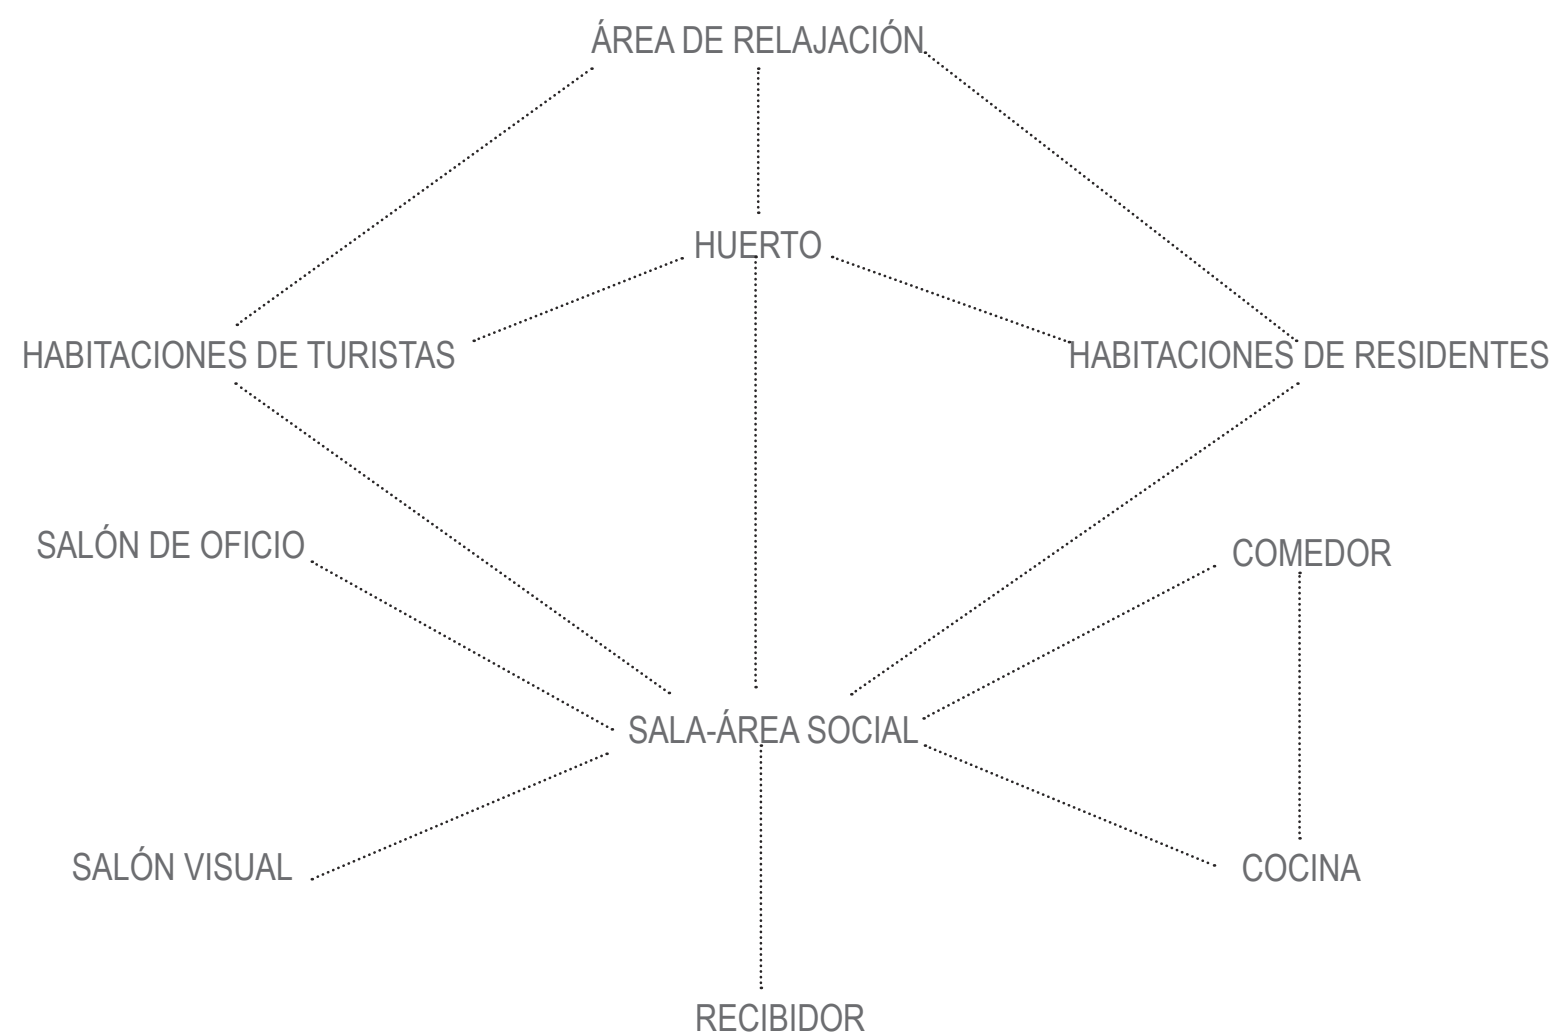 ÁREA DE RELAJACIÓN
HUERTO
HABITACIONES DE TURISTAS
HABITACIONES DE RESIDENTES
SALÓN DE OFICIO
COMEDOR
SALA-ÁREA SOCIAL
SALÓN VISUAL
COCINA
RECIBIDOR